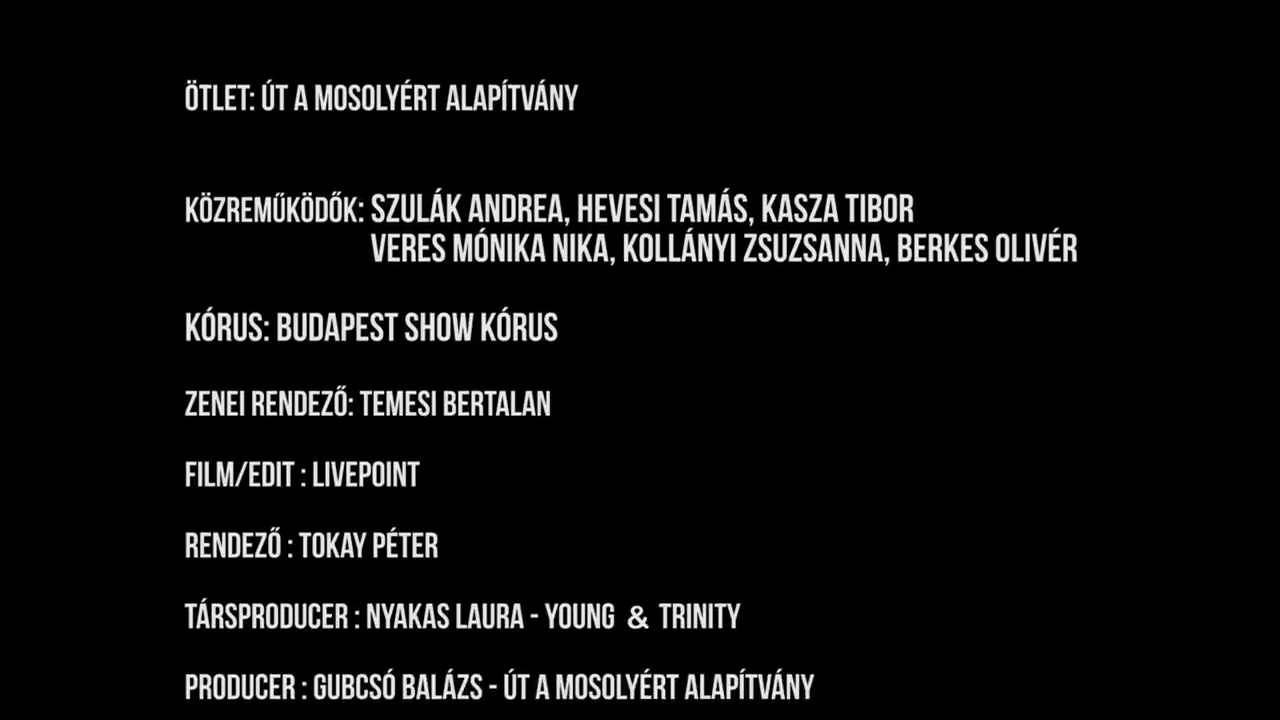 ÖTLET: ÚT A MOSOLYÉRT ALAPÍTVÁNY
KÖZREMŰKÖDŐK: SZULÁK ANDREA, HEVESI TAMÁS, KASZA TIBOR
VERES MÓNIKA NIKA, KOLLÁNYI ZSUZSANNA, BERKES OLIVÉR
KÓRUS: BUDAPEST SHOW KÓRUS
ZENEI RENDEZŐ: TEMESI BERTALAN
FILM/EDIT : LIVEPOINT
RENDEZŐ : TOKAY PÉTER
TÁRSPRODUCER : NYAKAS LAURA - YOUNG & TRINITY
PRODUCER : GUBCSÓ BALÁZS - ÚT A MOSOLYÉRT ALAPÍTVÁNY